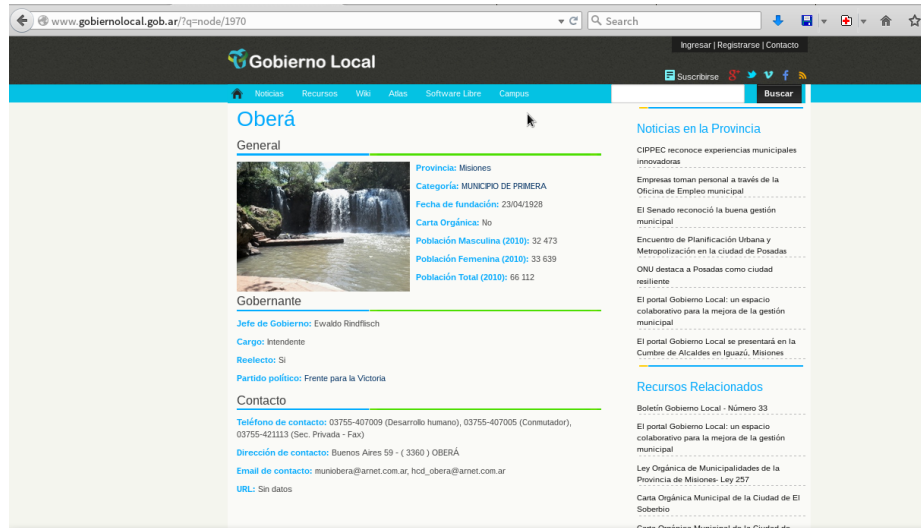 www.gobiernolocal.gob.ar/?q=node/1970
Search
Ingresar | Registrarse | Contacto
Gobierno Local
Suscribirse
Noticias Recursos Wiki Atlas Software Libre Campus
Buscar
Oberá
General
Provincia: Misiones
Categoría: MUNICIPIO DE PRIMERA
Fecha de fundación: 23/04/1928
Carta Orgánica: No
Población Masculina (2010): 32 473
Población Femenina (2010): 33 639
Población Total (2010): 66 112
Gobernante
Jefe de Gobierno: Ewaldo Rindflisch
Cargo: Intendente
Reelecto: Si
Partido político: Frente para la Victoria
Contacto
Teléfono de contacto: 03755-407009 (Desarrollo humano), 03755-407005 (Conmutador),
03755-421113 (Sec. Privada - Fax)
Dirección de contacto: Buenos Aires 59 - ( 3360 ) OBERÁ
Email de contacto: muniobera@arnet.com.ar, hcd_obera@arnet.com.ar
URL: Sin datos
Noticias en la Provincia
CIPPEC reconoce experiencias municipales
innovadoras
Empresas toman personal a través de la
Oficina de Empleo municipal
El Senado reconoció la buena gestión
municipal
Encuentro de Planificación Urbana y
Metropolización en la ciudad de Posadas
ONU destaca a Posadas como ciudad
resiliente
El portal Gobierno Local: un espacio
colaborativo para la mejora de la gestión
municipal
El portal Gobierno Local se presentará en la
Cumbre de Alcaldes en Iguazú, Misiones
Recursos Relacionados
Boletín Gobierno Local - Número 33
El portal Gobierno Local: un espacio
colaborativo para la mejora de la gestión
municipal
Ley Orgánica de Municipalidades de la
Provincia de Misiones- Ley 257
Carta Orgánica Municipal de la Ciudad de El
Soberbio
Carta Orgánica Municipal de la Ciudad de